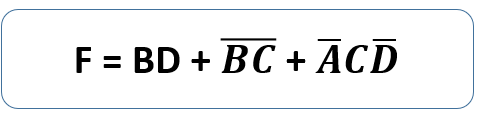 F = BD + B̅C̅ + A̅CD̅